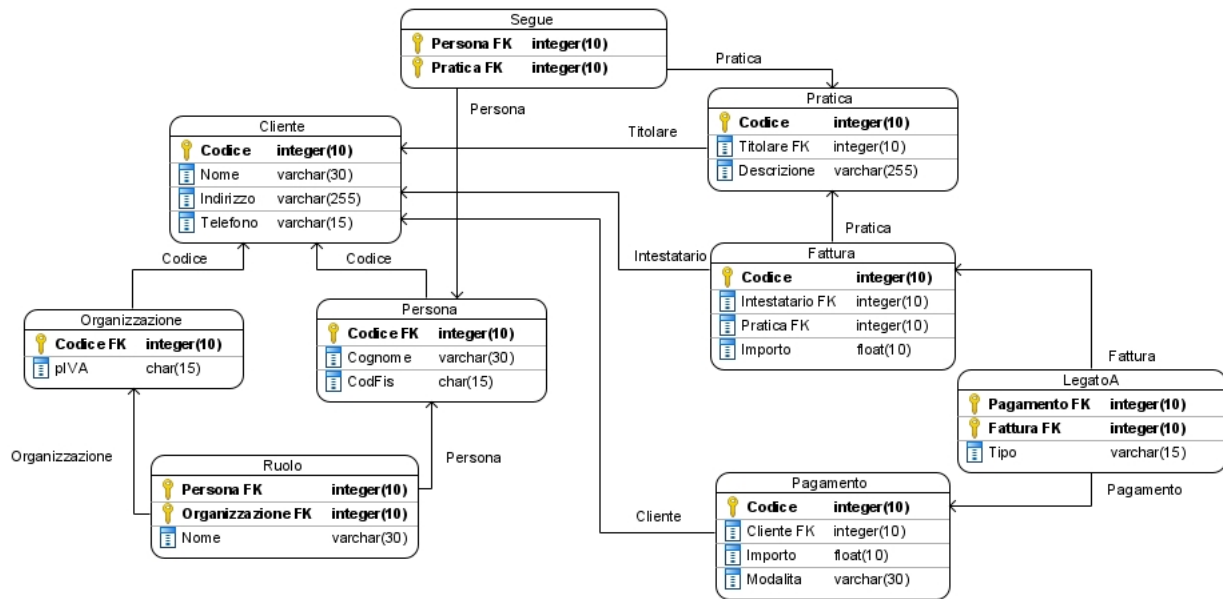 Segue
Persona FK integer(10)
Pratica FK integer(10)
Pratica
Persona
Pratica
Codice integer(10)
Titolare FK integer(10)
Descrizione varchar(255)
Titolare
Cliente
Codice integer(10)
Nome varchar(30)
Indirizzo varchar(255)
Telefono varchar(15)
Pratica
Intestatario
Codice
Codice
Fattura
Codice integer(10)
Intestatario FK integer(10)
Pratica FK integer(10)
Importo float(10)
Organizzazione
Codice FK integer(10)
pIVA char(15)
Persona
Codice FK integer(10)
Cognome varchar(30)
CodFis char(15)
Fattura
LegatoA
Pagamento FK integer(10)
Fattura FK integer(10)
Tipo varchar(15)
Organizzazione
Persona
Ruolo
Persona FK integer(10)
Organizzazione FK integer(10)
Nome varchar(30)
Pagamento
Cliente
Pagamento
Codice integer(10)
Cliente FK integer(10)
Importo float(10)
Modalita varchar(30)